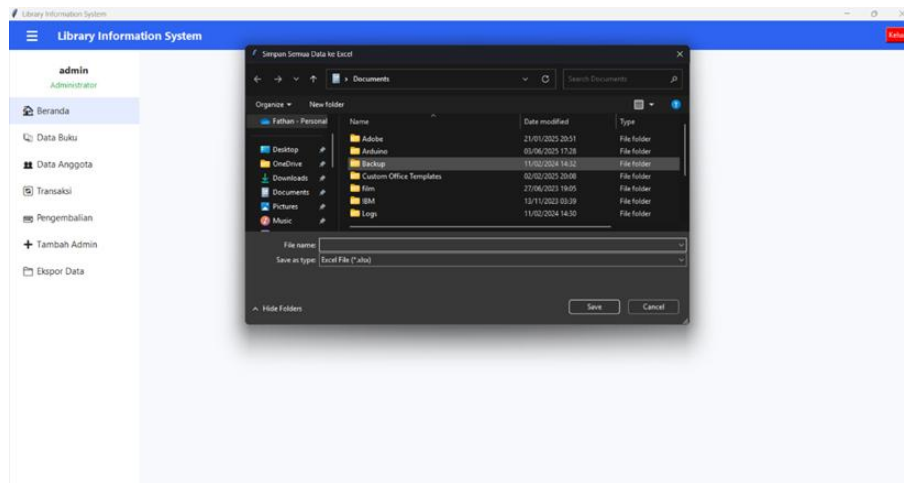 Library Information System
Library Information System
admin
Administrator
Beranda
Data Buku
Data Anggota
Transaksi
Pengembalian
Tambah Admin
Ekspor Data
Simpan Semua Data ke Excel
Documents
Search Documents
Organize
New folder
Fathan - Personal
Desktop
OneDrive
Downloads
Documents
Pictures
Music
Name Date modified Type
Adobe 21/01/2025 20:51 File folder
Arduino 03/06/2025 17:28 File folder
Backup 11/02/2024 14:32 File folder
Custom Office Templates 02/02/2025 20:08 File folder
film 27/06/2023 19:05 File folder
IBM 13/11/2023 03:39 File folder
Logs 11/02/2024 14:30 File folder
File name:
Save as type: Excel File (*.xlsx)
Hide Folders
Save
Cancel